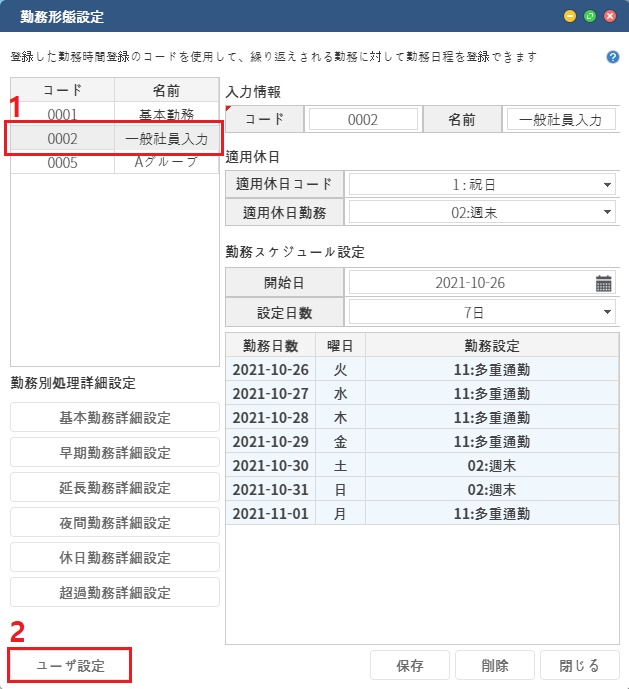 勤務形態設定
登録した勤務時間登録のコードを使用して、繰り返えされる勤務に対して勤務日程を登録できます
?
コード 名前
1
0001 基本勤務
0002 一般社員入力
0005 Aグループ
入力情報
コード 0002 名前 一般社員入力
適用休日
適用休日コード 1 : 祝日
適用休日勤務 02:週末
勤務スケジュール設定
開始日 2021-10-26
設定日数 7日
勤務日数 曜日 勤務設定
2021-10-26 火 11:多重通勤
2021-10-27 水 11:多重通勤
2021-10-28 木 11:多重通勤
2021-10-29 金 11:多重通勤
2021-10-30 土 02:週末
2021-10-31 日 02:週末
2021-11-01 月 11:多重通勤
勤務別処理詳細設定
基本勤務詳細設定
早期勤務詳細設定
延長勤務詳細設定
夜間勤務詳細設定
休日勤務詳細設定
超過勤務詳細設定
2
ユーザ設定
保存 削除 閉じる